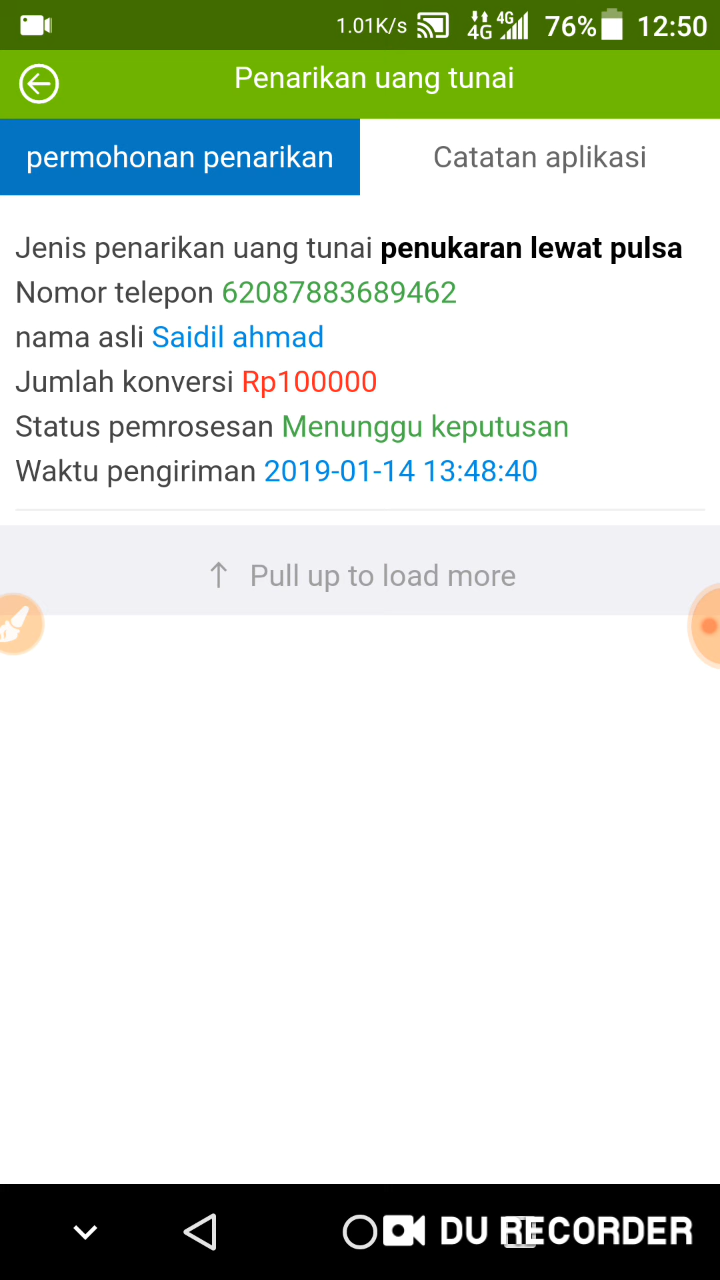 1.01K/s 4G 4G 76% 12:50
Penarikan uang tunai
permohonan penarikan Catatan aplikasi
Jenis penarikan uang tunai penukaran lewat pulsa
Nomor telepon 62087883689462
nama asli Saidil ahmad
Jumlah konversi Rp100000
Status pemrosesan Menunggu keputusan
Waktu pengiriman 2019-01-14 13:48:40
↑ Pull up to load more
DU RECORDER